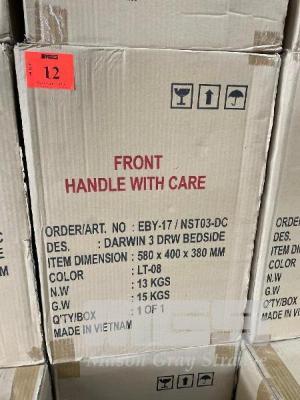 12
FRONT
HANDLE WITH CARE
ORDER/ART. NO : EBY-17 / NST03-DC
DES. : DARWIN 3 DRW BEDSIDE
ITEM DIMENSION : 580 x 400 x 380 MM
COLOR : LT-08
N.W : 13 KGS
G.W : 15 KGS
Q'TY/BOX : 1 OF 1
MADE IN VIETNAM